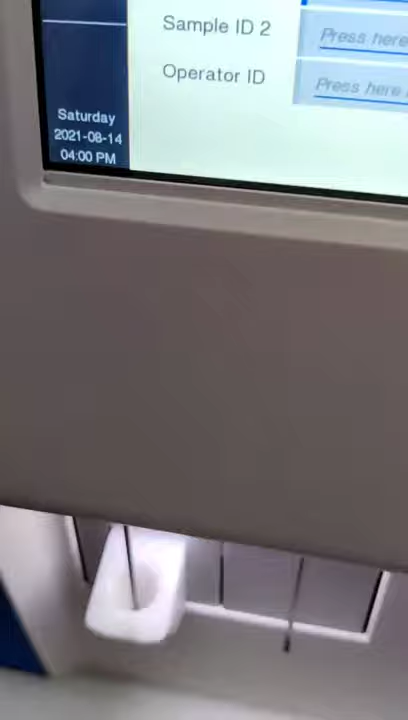 Sample ID 2
Press here
Operator ID
Press here
Saturday
2021-08-14
04:00 PM